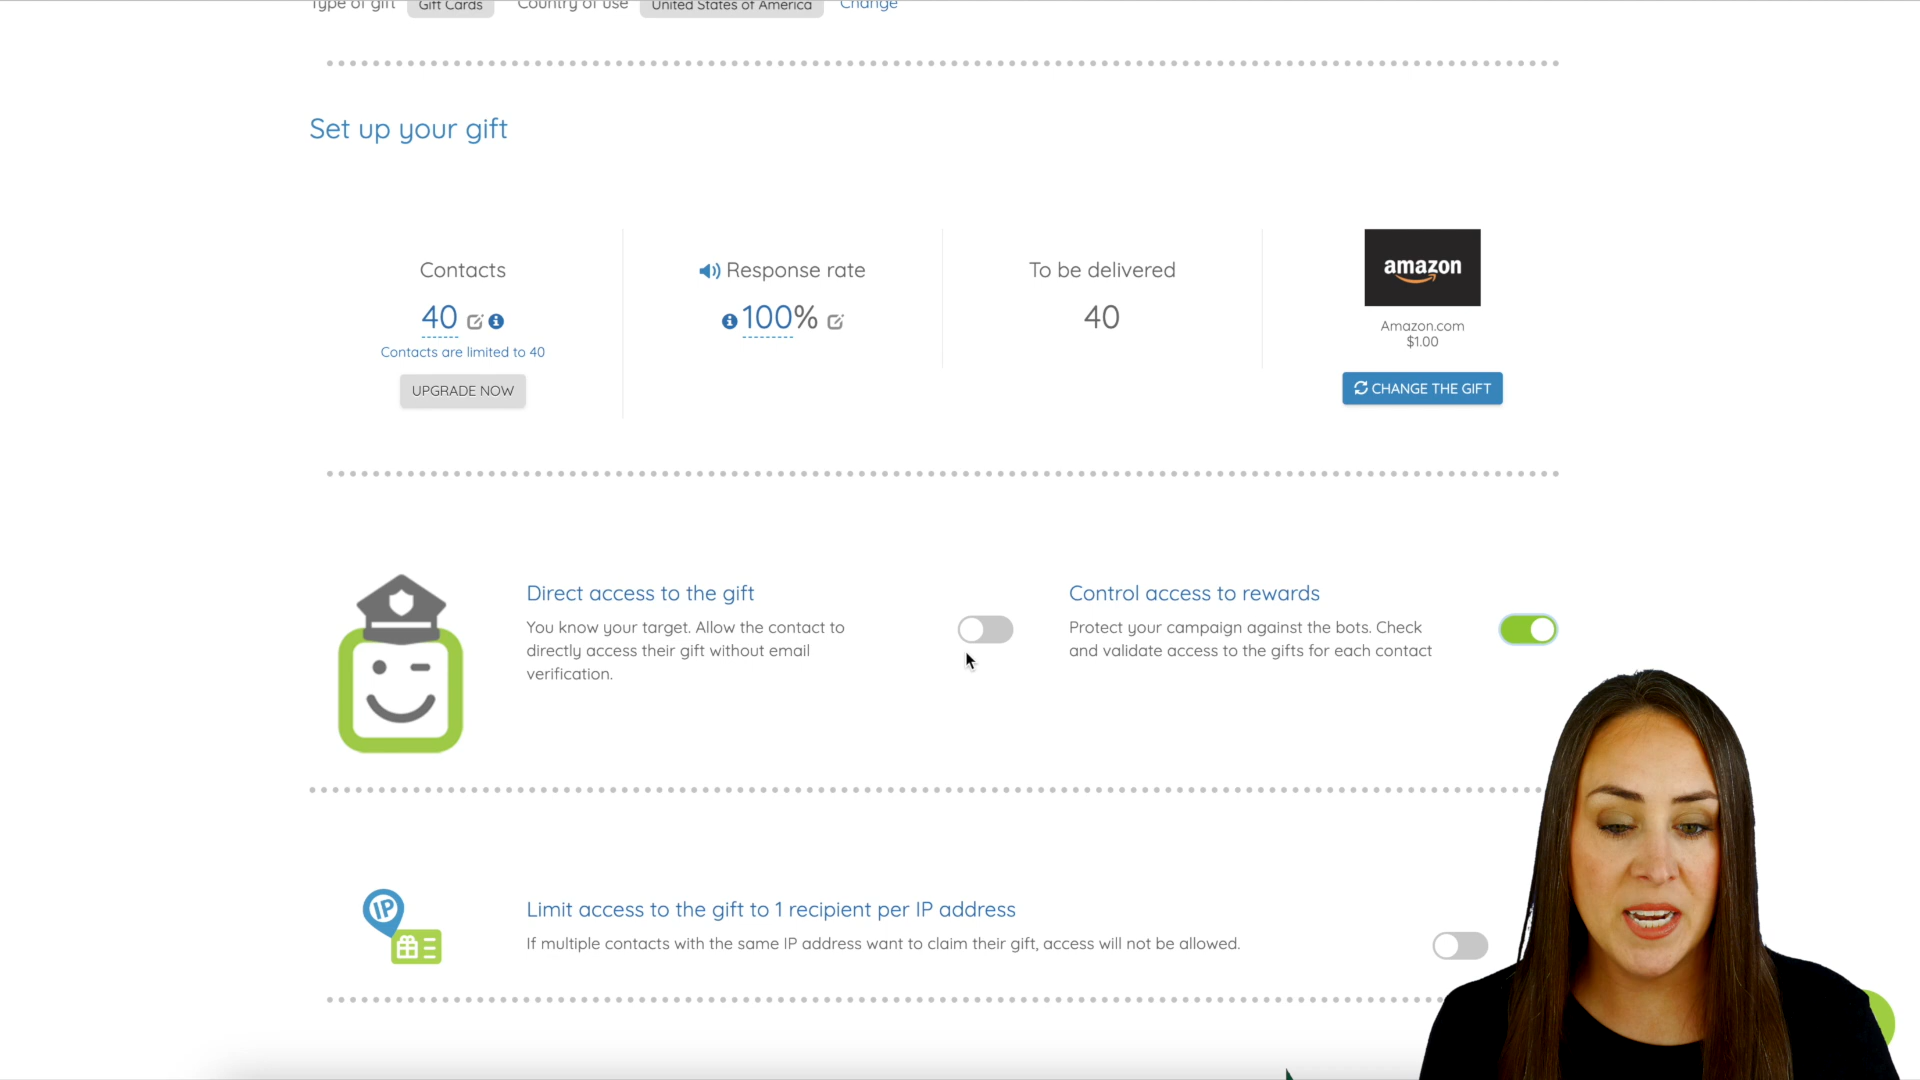 Type of gift Gift Cards Country of use United States of America Change
Set up your gift
Contacts
40
Contacts are limited to 40
UPGRADE NOW
Response rate
100%
To be delivered
40
amazon
Amazon.com
$1.00
CHANGE THE GIFT
Direct access to the gift
You know your target. Allow the contact to
directly access their gift without email
verification.
Control access to rewards
Protect your campaign against the bots. Check
and validate access to the gifts for each contact
IP
Limit access to the gift to 1 recipient per IP address
If multiple contacts with the same IP address want to claim their gift, access will not be allowed.